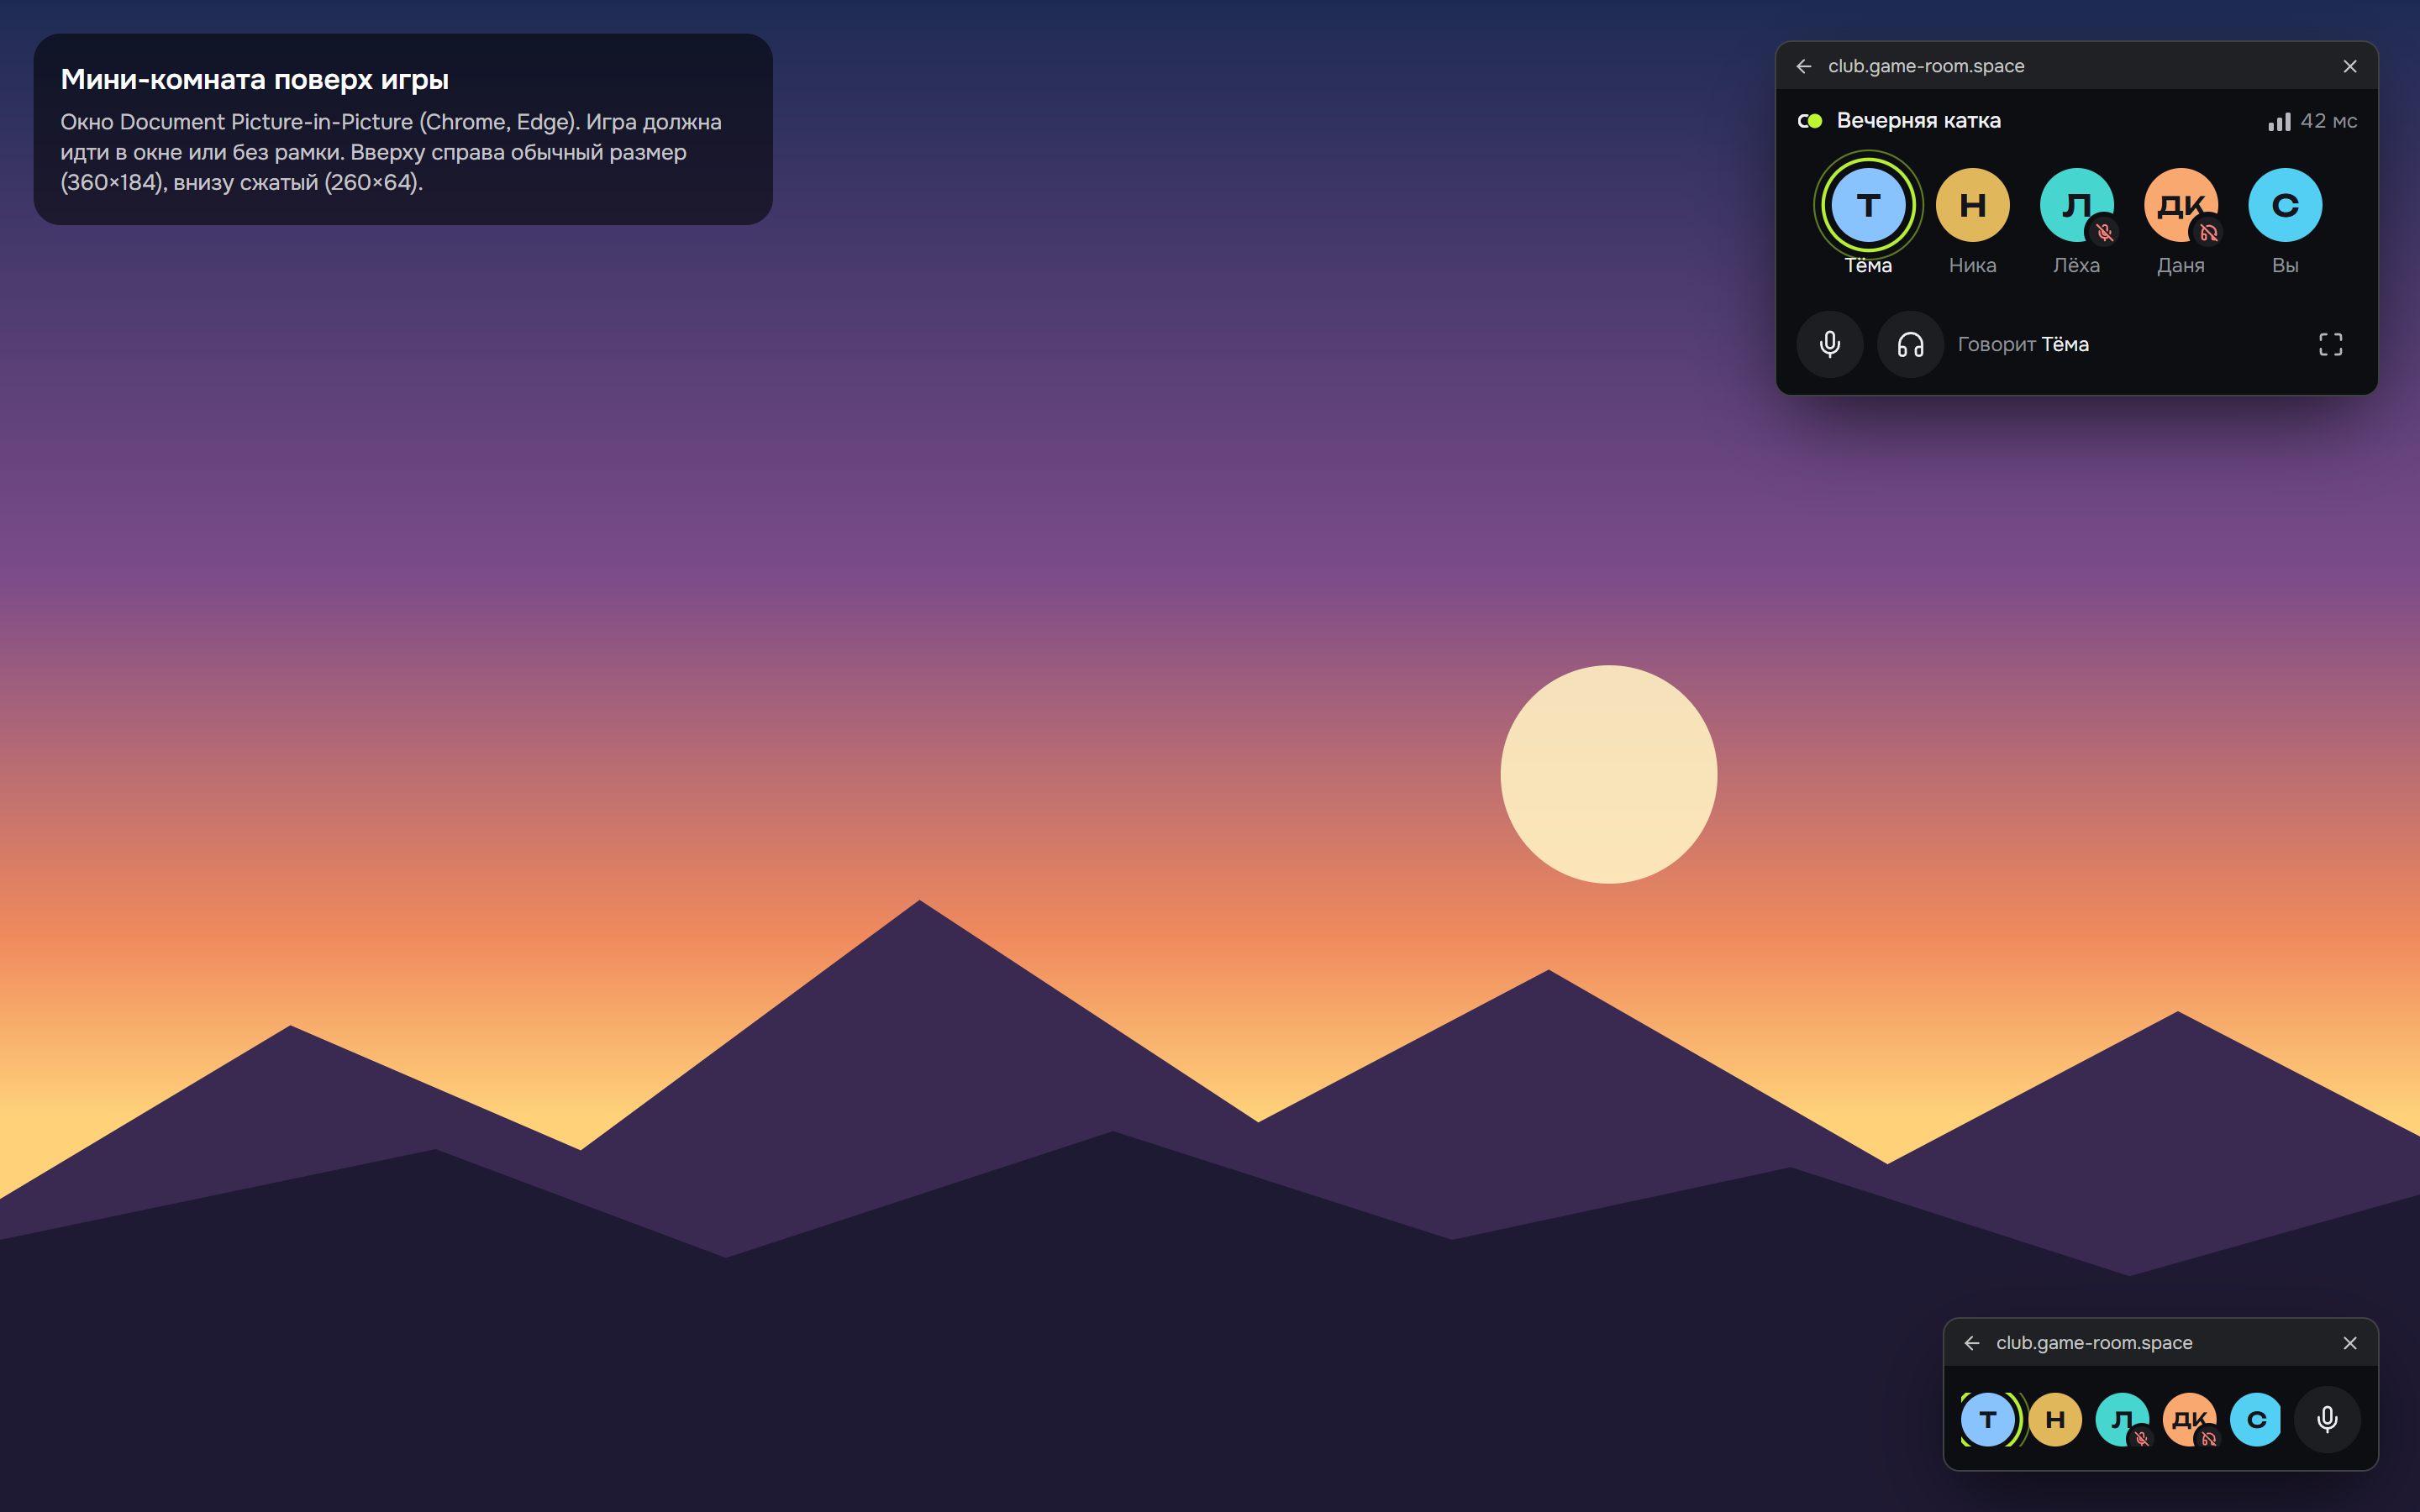 Мини-комната поверх игры
Окно Document Picture-in-Picture (Chrome, Edge). Игра должна
идти в окне или без рамки. Вверху справа обычный размер
(360×184), внизу сжатый (260×64).
club.game-room.space
Вечерняя катка
42 мс
Т Н Л ДК С
Тёма Ника Лёха Даня Вы
Говорит Тёма
club.game-room.space
Т Н Л ДК С